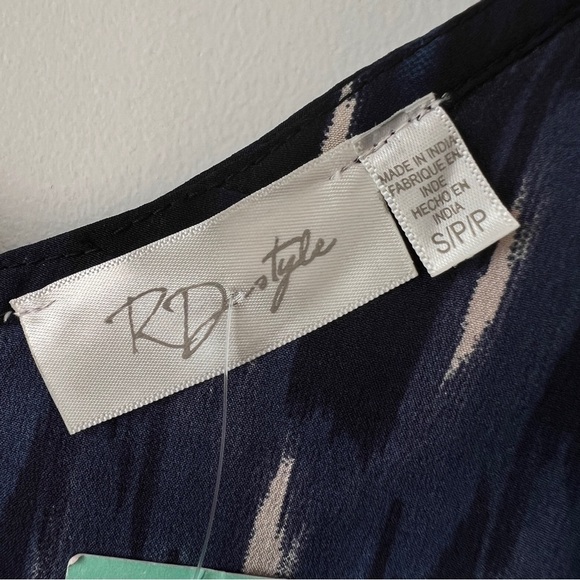 RD style
MADE IN INDIA
FABRIQUE EN
INDE
HECHO EN
INDIA
S/P/P